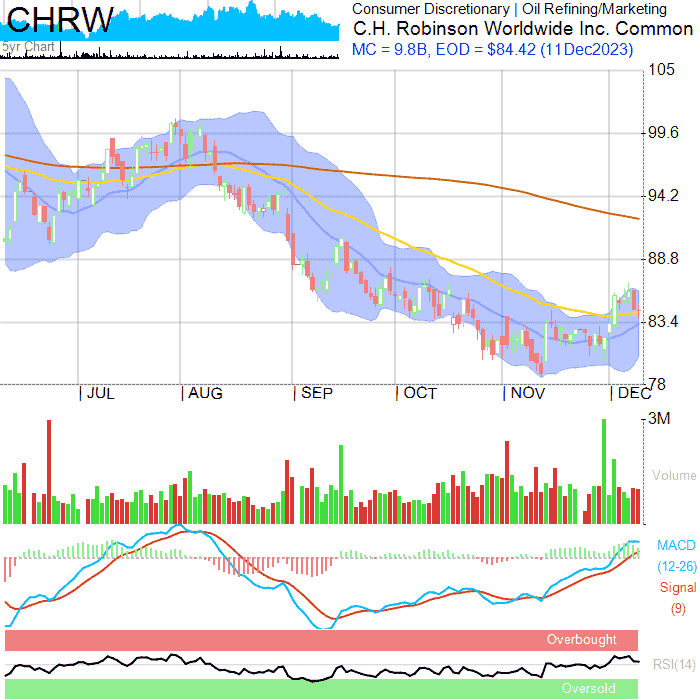 CHRW
5yr Chart
Consumer Discretionary | Oil Refining/Marketing
C.H. Robinson Worldwide Inc. Common
MC = 9.8B, EOD = $84.42 (11Dec2023)
105
99.6
94.2
88.8
83.4
78
JUL
AUG
SEP
OCT
NOV
DEC
3M
Volume
MACD
(12-26)
Signal
(9)
Overbought
RSI(14)
Oversold